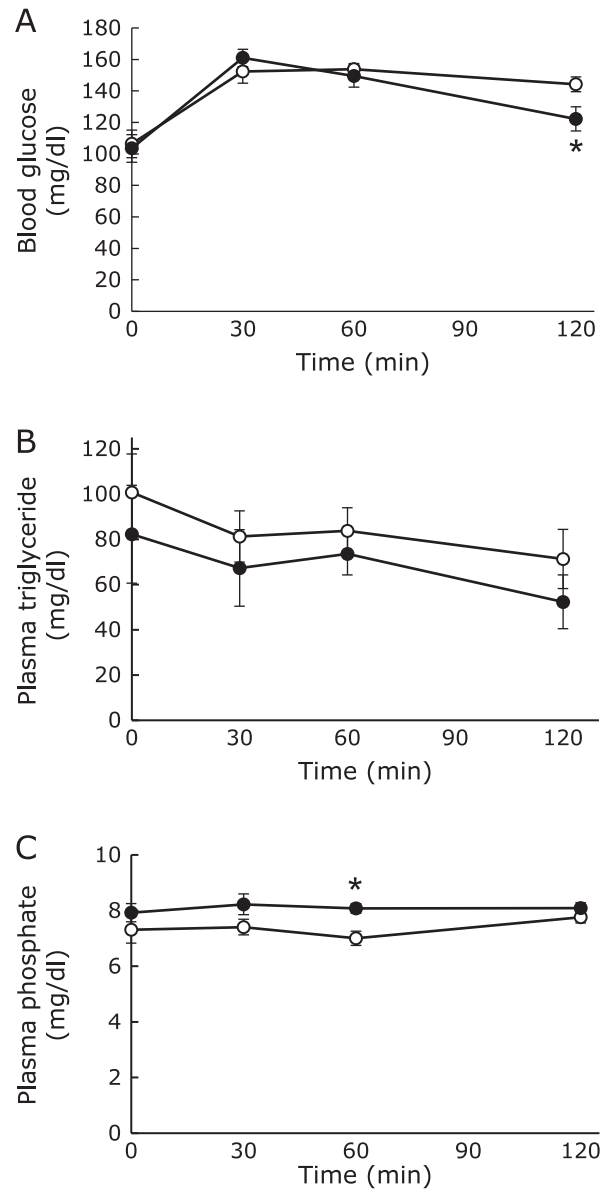 A
180
160
140
120
100
80
60
40
20
0
Blood glucose
(mg/dl)
*
0 30 60 90 120
Time (min)
B
120
100
80
60
40
20
0
Plasma triglyceride
(mg/dl)
0 30 60 90 120
Time (min)
C
10
8
6
4
2
0
Plasma phosphate
(mg/dl)
*
0 30 60 90 120
Time (min)